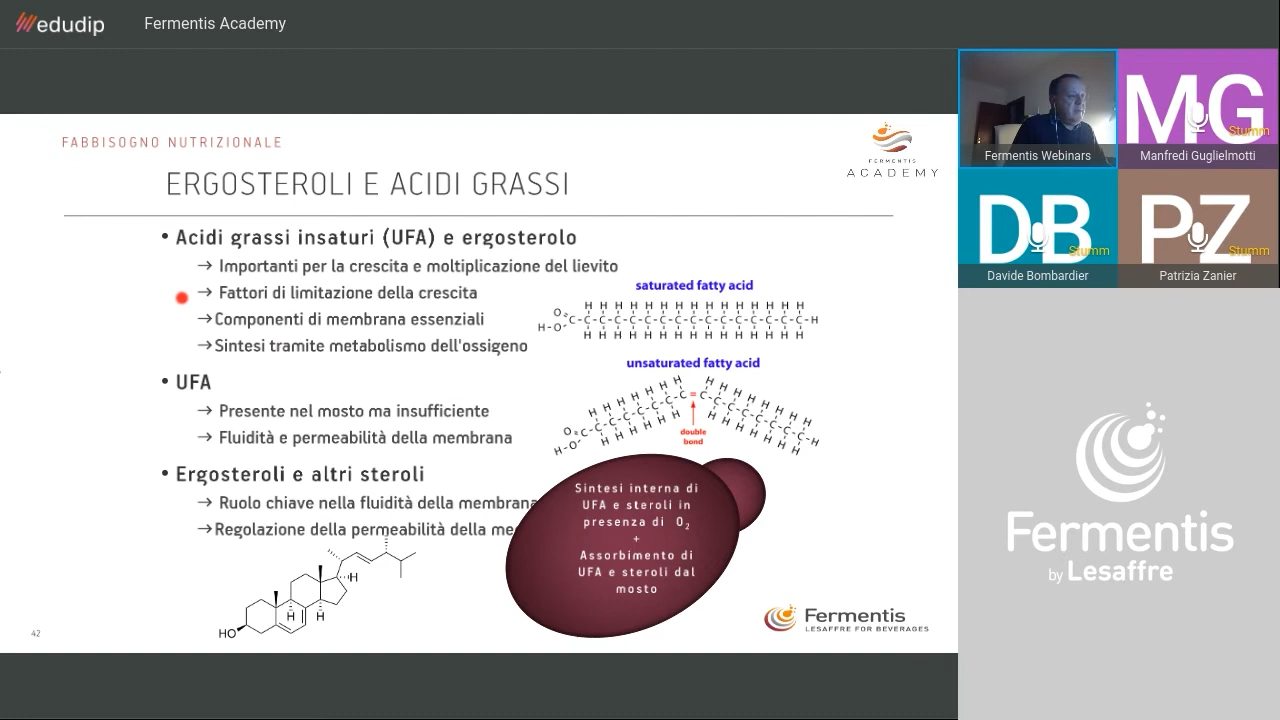 edudip
Fermentis Academy
FABBISOGNO NUTRIZIONALE
FERMENTIS
ACADEMY
ERGOSTEROLI E ACIDI GRASSI
• Acidi grassi insaturi (UFA) e ergosterolo
→ Importanti per la crescita e moltiplicazione del lievito
→ Fattori di limitazione della crescita
→Componenti di membrana essenziali
→Sintesi tramite metabolismo dell'ossigeno
• UFA
→ Presente nel mosto ma insufficiente
→ Fluidità e permeabilità della membrana
• Ergosteroli e altri steroli
→ Ruolo chiave nella fluidità della membrana
→Regolazione della permeabilità della me
HO
H
H
H
saturated fatty acid
H H H H H H H H H H H H H H H
O
C-C-C-C-C-C-C-C-C-C-C-C-C-C-C-C-H
H-O
H H H H H H H H H H H H H H H
unsaturated fatty acid
double
bond
Sintesi interna di
UFA e steroli in
presenza di O₂
+
Assorbimento di
UFA e steroli dal
mosto
42
Fermentis
LESAFFRE FOR BEVERAGES
Fermentis Webinars
MG
Stumm
Manfredi Guglielmotti
DB
Stumm
Davide Bombardier
PZ
Stumm
Patrizia Zanier
Fermentis
by Lesaffre